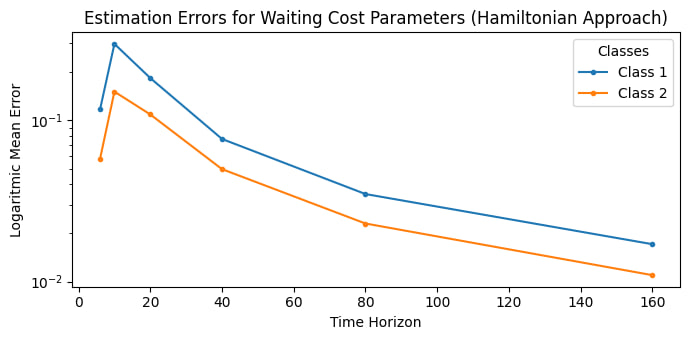 Estimation Errors for Waiting Cost Parameters (Hamiltonian Approach)
Classes
Class 1
Class 2
Logaritmic Mean Error
10⁻¹
10⁻²
0 20 40 60 80 100 120 140 160
Time Horizon